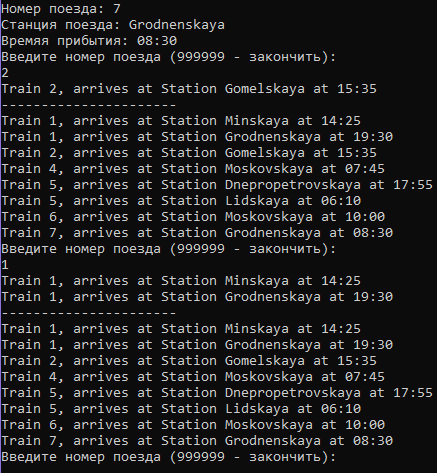 Номер поезда: 7
Станция поезда: Grodnenskaya
Времяя прибытия: 08:30
Введите номер поезда (999999 - закончить):
2
Train 2, arrives at Station Gomelskaya at 15:35
----------------------
Train 1, arrives at Station Minskaya at 14:25
Train 1, arrives at Station Grodnenskaya at 19:30
Train 2, arrives at Station Gomelskaya at 15:35
Train 4, arrives at Station Moskovskaya at 07:45
Train 5, arrives at Station Dnepropetrovskaya at 17:55
Train 5, arrives at Station Lidskaya at 06:10
Train 6, arrives at Station Moskovskaya at 10:00
Train 7, arrives at Station Grodnenskaya at 08:30
Введите номер поезда (999999 - закончить):
1
Train 1, arrives at Station Minskaya at 14:25
Train 1, arrives at Station Grodnenskaya at 19:30
----------------------
Train 1, arrives at Station Minskaya at 14:25
Train 1, arrives at Station Grodnenskaya at 19:30
Train 2, arrives at Station Gomelskaya at 15:35
Train 4, arrives at Station Moskovskaya at 07:45
Train 5, arrives at Station Dnepropetrovskaya at 17:55
Train 5, arrives at Station Lidskaya at 06:10
Train 6, arrives at Station Moskovskaya at 10:00
Train 7, arrives at Station Grodnenskaya at 08:30
Введите номер поезда (999999 - закончить):